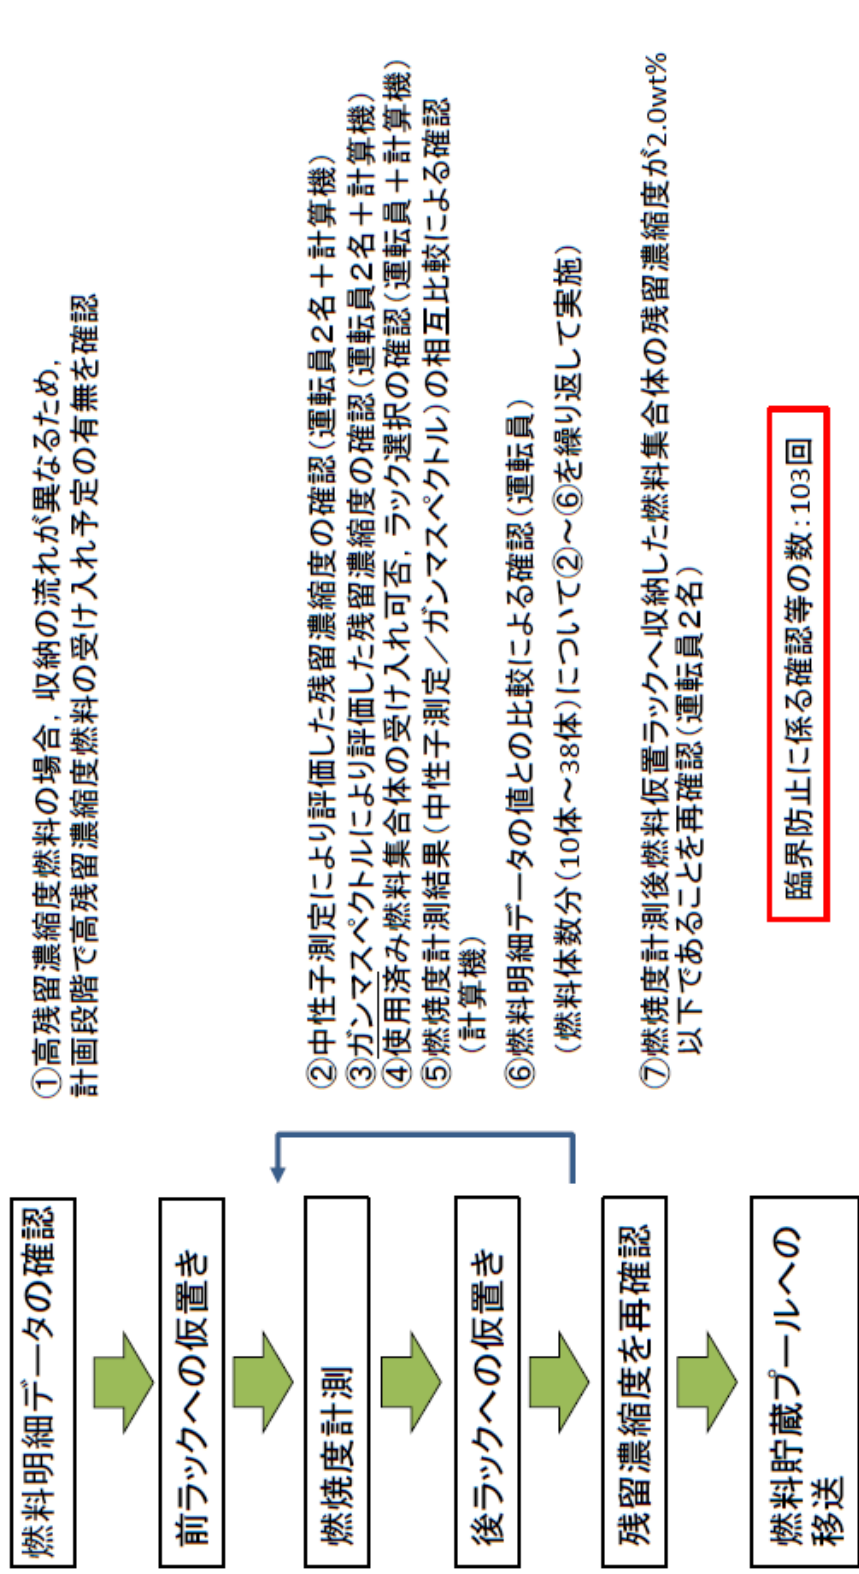 燃料明細データの確認
①高残留濃縮度燃料の場合，収納の流れが異なるため，
計画段階で高残留濃縮度燃料の受け入れ予定の有無を確認
前ラックへの仮置き
燃焼度計測
②中性子測定により評価した残留濃縮度の確認（運転員２名＋計算機）
③ガンマスペクトルにより評価した残留濃縮度の確認（運転員２名＋計算機）
④使用済み燃料集合体の受け入れ可否，ラック選択の確認（運転員＋計算機）
⑤燃焼度計測結果（中性子測定／ガンマスペクトル）の相互比較による確認
（計算機）
後ラックへの仮置き
⑥燃料明細データの値との比較による確認（運転員）
（燃料体数分（10体～38体）について②～⑥を繰り返して実施）
残留濃縮度を再確認
⑦燃焼度計測後燃料仮置ラックへ収納した燃料集合体の残留濃縮度が2.0wt%
以下であることを再確認（運転員２名）
燃料貯蔵プールへの
移送
臨界防止に係る確認等の数：103回